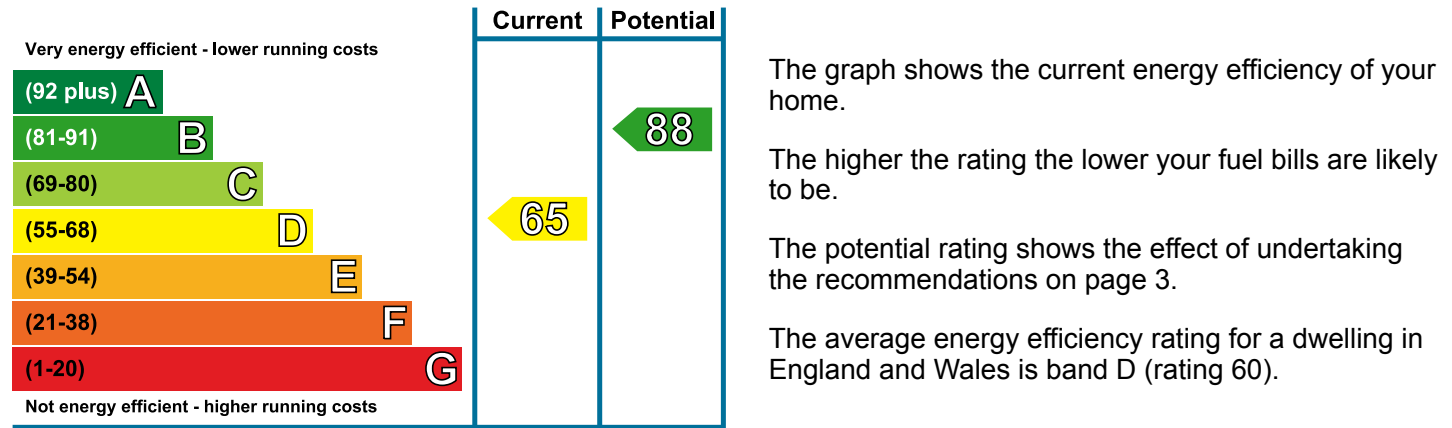 Current Potential
Very energy efficient - lower running costs
(92 plus) A
(81-91) B
88
(69-80) C
(55-68) D
65
(39-54) E
(21-38) F
(1-20) G
Not energy efficient - higher running costs
The graph shows the current energy efficiency of your
home.
The higher the rating the lower your fuel bills are likely
to be.
The potential rating shows the effect of undertaking
the recommendations on page 3.
The average energy efficiency rating for a dwelling in
England and Wales is band D (rating 60).